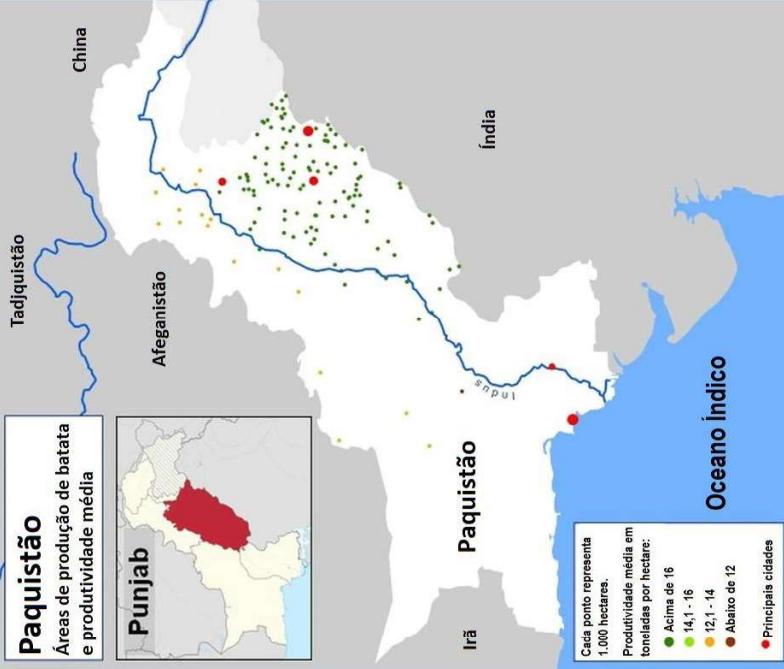 Paquistão
Áreas de produção de batata
e produtividade média
Punjab
Tadjquistão
China
Afeganistão
Índia
Indus
Paquistão
Irã
Oceano Índico
Cada ponto representa
1.000 hectares.
Produtividade média em
toneladas por hectare:
Acima de 16
14,1 - 16
12,1 - 14
Abaixo de 12
Principais cidades